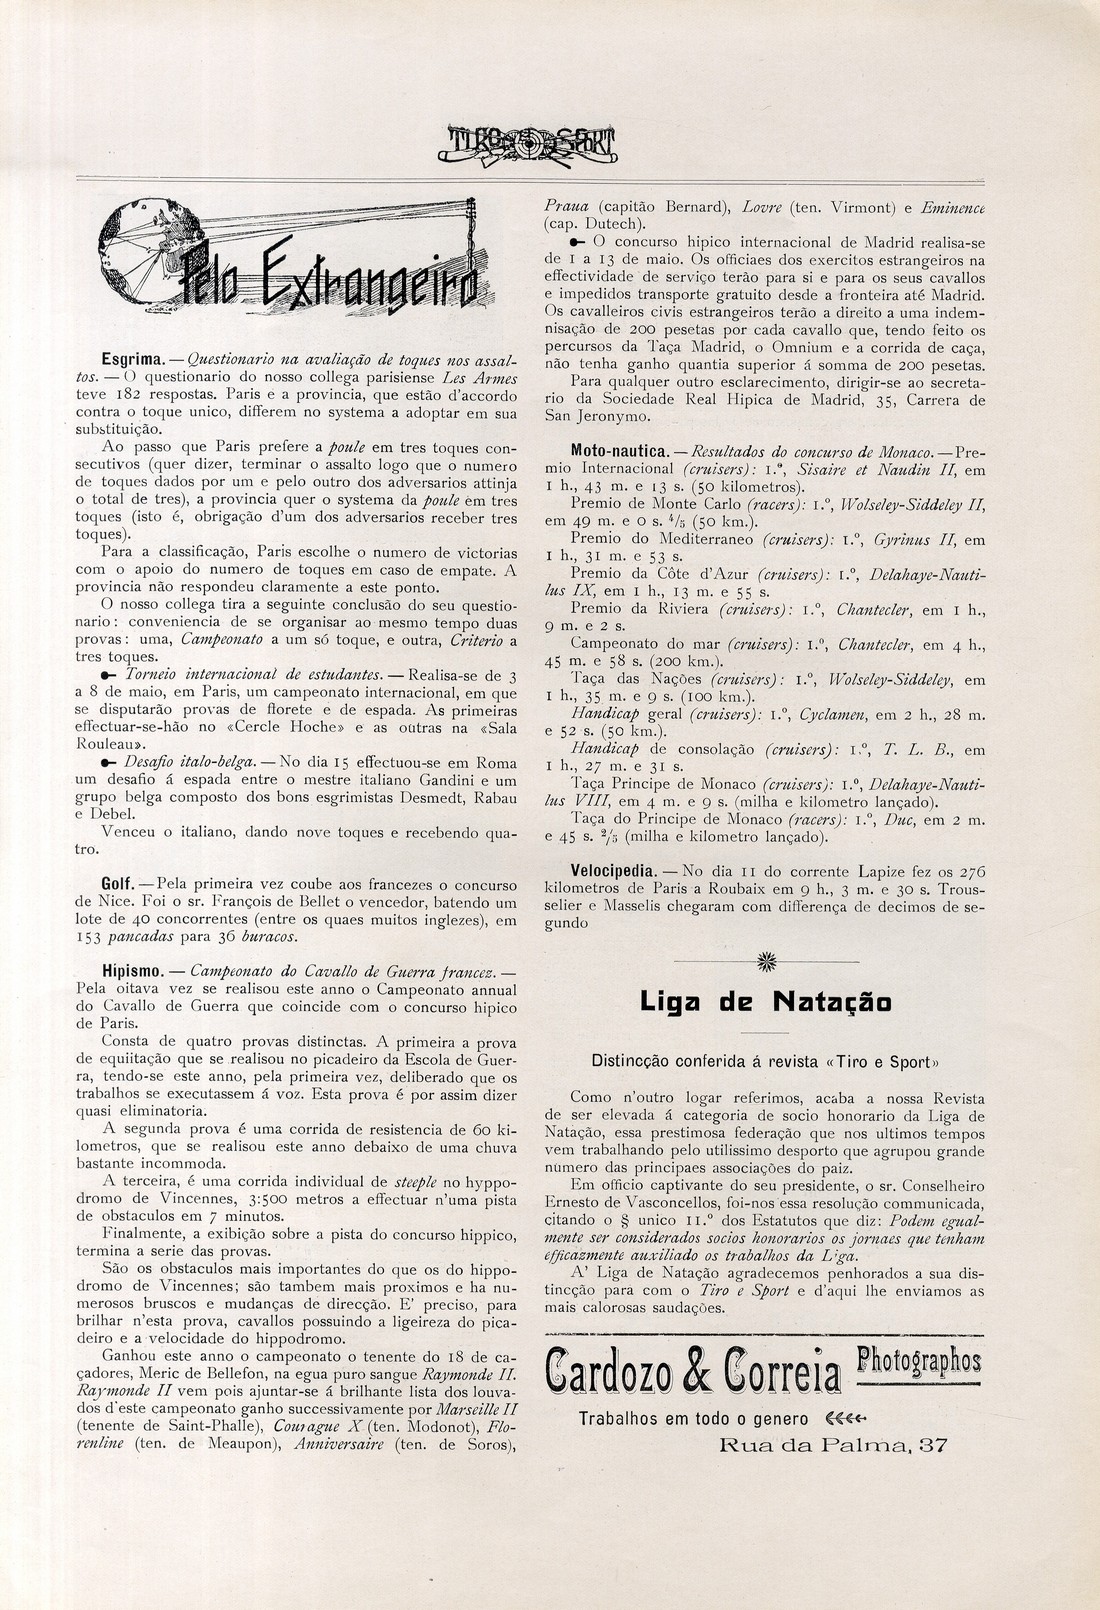 TIRO E SPORT
Pelo Extrangeiro
Esgrima. — Questionario na avaliação de toques nos assal-
tos. — O questionario do nosso collega parisiense Les Armes
teve 182 respostas. Paris e a provincia, que estão d'accordo
contra o toque unico, differem no systema a adoptar em sua
substituição.
Ao passo que Paris prefere a poule em tres toques con-
secutivos (quer dizer, terminar o assalto logo que o numero
de toques dados por um e pelo outro dos adversarios attinja
o total de tres), a provincia quer o systema da poule em tres
toques (isto é, obrigação d'um dos adversarios receber tres
toques).
Para a classificação, Paris escolhe o numero de victorias
com o apoio do numero de toques em caso de empate. A
provincia não respondeu claramente a este ponto.
O nosso collega tira a seguinte conclusão do seu questio-
nario: conveniencia de se organisar ao mesmo tempo duas
provas: uma, Campeonato a um só toque, e outra, Criterio a
tres toques.
Torneio internacional de estudantes. — Realisa-se de 3
a 8 de maio, em Paris, um campeonato internacional, em que
se disputarão provas de florete e de espada. As primeiras
effectuar-se-hão no «Cercle Hoche» e as outras na «Sala
Rouleau».
Desafio italo-belga. — No dia 15 effectuou-se em Roma
um desafio á espada entre o mestre italiano Gandini e um
grupo belga composto dos bons esgrimistas Desmedt, Rabau
e Debel.
Venceu o italiano, dando nove toques e recebendo qua-
tro.
Golf. — Pela primeira vez coube aos francezes o concurso
de Nice. Foi o sr. François de Bellet o vencedor, batendo um
lote de 40 concorrentes (entre os quaes muitos inglezes), em
153 pancadas para 36 buracos.
Hipismo. — Campeonato do Cavallo de Guerra francez. —
Pela oitava vez se realisou este anno o Campeonato annual
do Cavallo de Guerra que coincide com o concurso hipico
de Paris.
Consta de quatro provas distinctas. A primeira a prova
de equiitação que se realisou no picadeiro da Escola de Guer-
ra, tendo-se este anno, pela primeira vez, deliberado que os
trabalhos se executassem á voz. Esta prova é por assim dizer
quasi eliminatoria.
A segunda prova é uma corrida de resistencia de 60 ki-
lometros, que se realisou este anno debaixo de uma chuva
bastante incommoda.
A terceira, é uma corrida individual de steeple no hyppo-
dromo de Vincennes, 3:500 metros a effectuar n'uma pista
de obstaculos em 7 minutos.
Finalmente, a exibição sobre a pista do concurso hippico,
termina a serie das provas.
São os obstaculos mais importantes do que os do hippo-
dromo de Vincennes; são tambem mais proximos e ha nu-
merosos bruscos e mudanças de direcção. E' preciso, para
brilhar n'esta prova, cavallos possuindo a ligeireza do pica-
deiro e a velocidade do hippodromo.
Ganhou este anno o campeonato o tenente do 18 de ca-
çadores, Meric de Bellefon, na egua puro sangue Raymonde II.
Raymonde II vem pois ajuntar-se á brilhante lista dos louva-
dos d'este campeonato ganho successivamente por Marseille II
(tenente de Saint-Phalle), Courague X (ten. Modonot), Flo-
renline (ten. de Meaupon), Anniversaire (ten. de Soros),
Praua (capitão Bernard), Lovre (ten. Virmont) e Eminence
(cap. Dutech).
O concurso hipico internacional de Madrid realisa-se
de 1 a 13 de maio. Os officiaes dos exercitos estrangeiros na
effectividade de serviço terão para si e para os seus cavallos
e impedidos transporte gratuito desde a fronteira até Madrid.
Os cavalleiros civis estrangeiros terão a direito a uma indem-
nisação de 200 pesetas por cada cavallo que, tendo feito os
percursos da Taça Madrid, o Omnium e a corrida de caça,
não tenha ganho quantia superior á somma de 200 pesetas.
Para qualquer outro esclarecimento, dirigir-se ao secreta-
rio da Sociedade Real Hipica de Madrid, 35, Carrera de
San Jeronymo.
Moto-nautica. — Resultados do concurso de Monaco. — Pre-
mio Internacional (cruisers): 1.º, Sisaire et Naudin II, em
1 h., 43 m. e 13 s. (50 kilometros).
Premio de Monte Carlo (racers): 1.º, Wolseley-Siddeley II,
em 49 m. e 0 s. 4/5 (50 km.).
Premio do Mediterraneo (cruisers): 1.º, Gyrinus II, em
1 h., 31 m. e 53 s.
Premio da Côte d'Azur (cruisers): 1.º, Delahaye-Nauti-
lus IX, em 1 h., 13 m. e 55 s.
Premio da Riviera (cruisers): 1.º, Chantecler, em 1 h.,
9 m. e 2 s.
Campeonato do mar (cruisers): 1.º, Chantecler, em 4 h.,
45 m. e 58 s. (200 km.).
Taça das Nações (cruisers): 1.º, Wolseley-Siddeley, em
1 h., 35 m. e 9 s. (100 km.).
Handicap geral (cruisers): 1.º, Cyclamen, em 2 h., 28 m.
e 52 s. (50 km.).
Handicap de consolação (cruisers): 1.º, T. L. B., em
1 h., 27 m. e 31 s.
Taça Principe de Monaco (cruisers): 1.º, Delahaye-Nauti-
lus VIII, em 4 m. e 9 s. (milha e kilometro lançado).
Taça do Principe de Monaco (racers): 1.º, Duc, em 2 m.
e 45 s. 2/5 (milha e kilometro lançado).
Velocipedia. — No dia 11 do corrente Lapize fez os 276
kilometros de Paris a Roubaix em 9 h., 3 m. e 30 s. Trous-
selier e Masselis chegaram com differença de decimos de se-
gundo
Liga de Natação
Distincção conferida á revista «Tiro e Sport»
Como n'outro logar referimos, acaba a nossa Revista
de ser elevada á categoria de socio honorario da Liga de
Natação, essa prestimosa federação que nos ultimos tempos
vem trabalhando pelo utilissimo desporto que agrupou grande
numero das principaes associações do paiz.
Em officio captivante do seu presidente, o sr. Conselheiro
Ernesto de Vasconcellos, foi-nos essa resolução communicada,
citando o § unico 11.º dos Estatutos que diz: Podem egual-
mente ser considerados socios honorarios os jornaes que tenham
efficazmente auxiliado os trabalhos da Liga.
A' Liga de Natação agradecemos penhorados a sua dis-
tincção para com o Tiro e Sport e d'aqui lhe enviamos as
mais calorosas saudações.
Cardozo & Correia Photographos
Trabalhos em todo o genero
Rua da Palma, 37